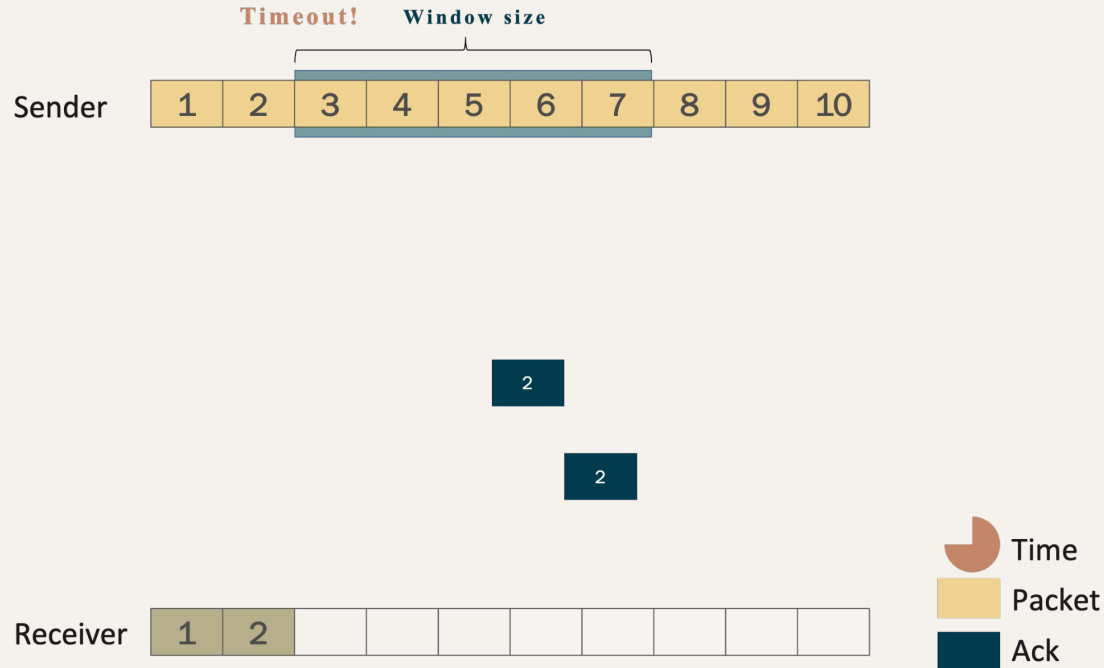 Timeout! Window size
Sender 1 2 3 4 5 6 7 8 9 10
2
2
Time
Packet
Receiver 1 2
Ack